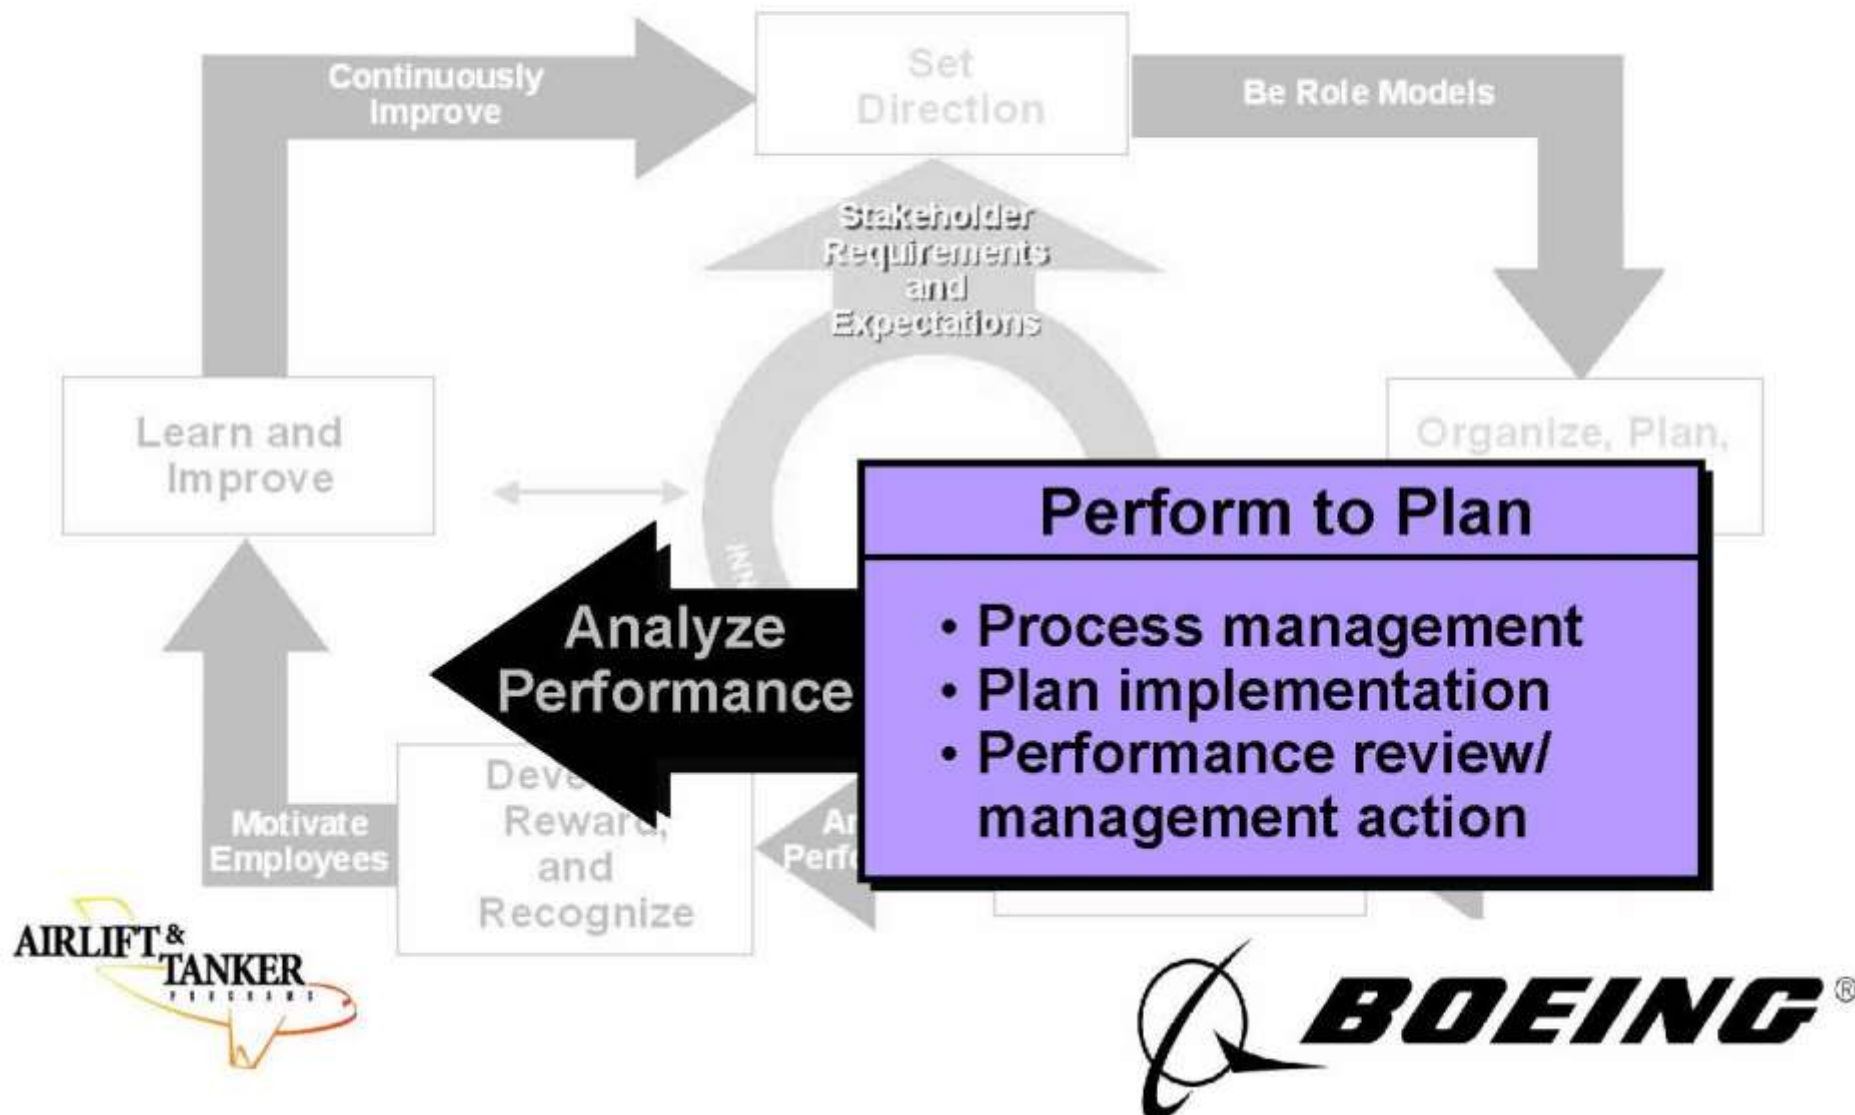 Continuously
Improve
Set
Direction
Be Role Models
Stakeholder
Requirements
and
Expectations
Learn and
Improve
Organize, Plan,
Perform to Plan
• Process management
• Plan implementation
• Performance review/
management action
Analyze
Performance
Reward,
and
Recognize
Motivate
Employees
AIRLIFT &
TANKER
PROGRAMS
BOEING®